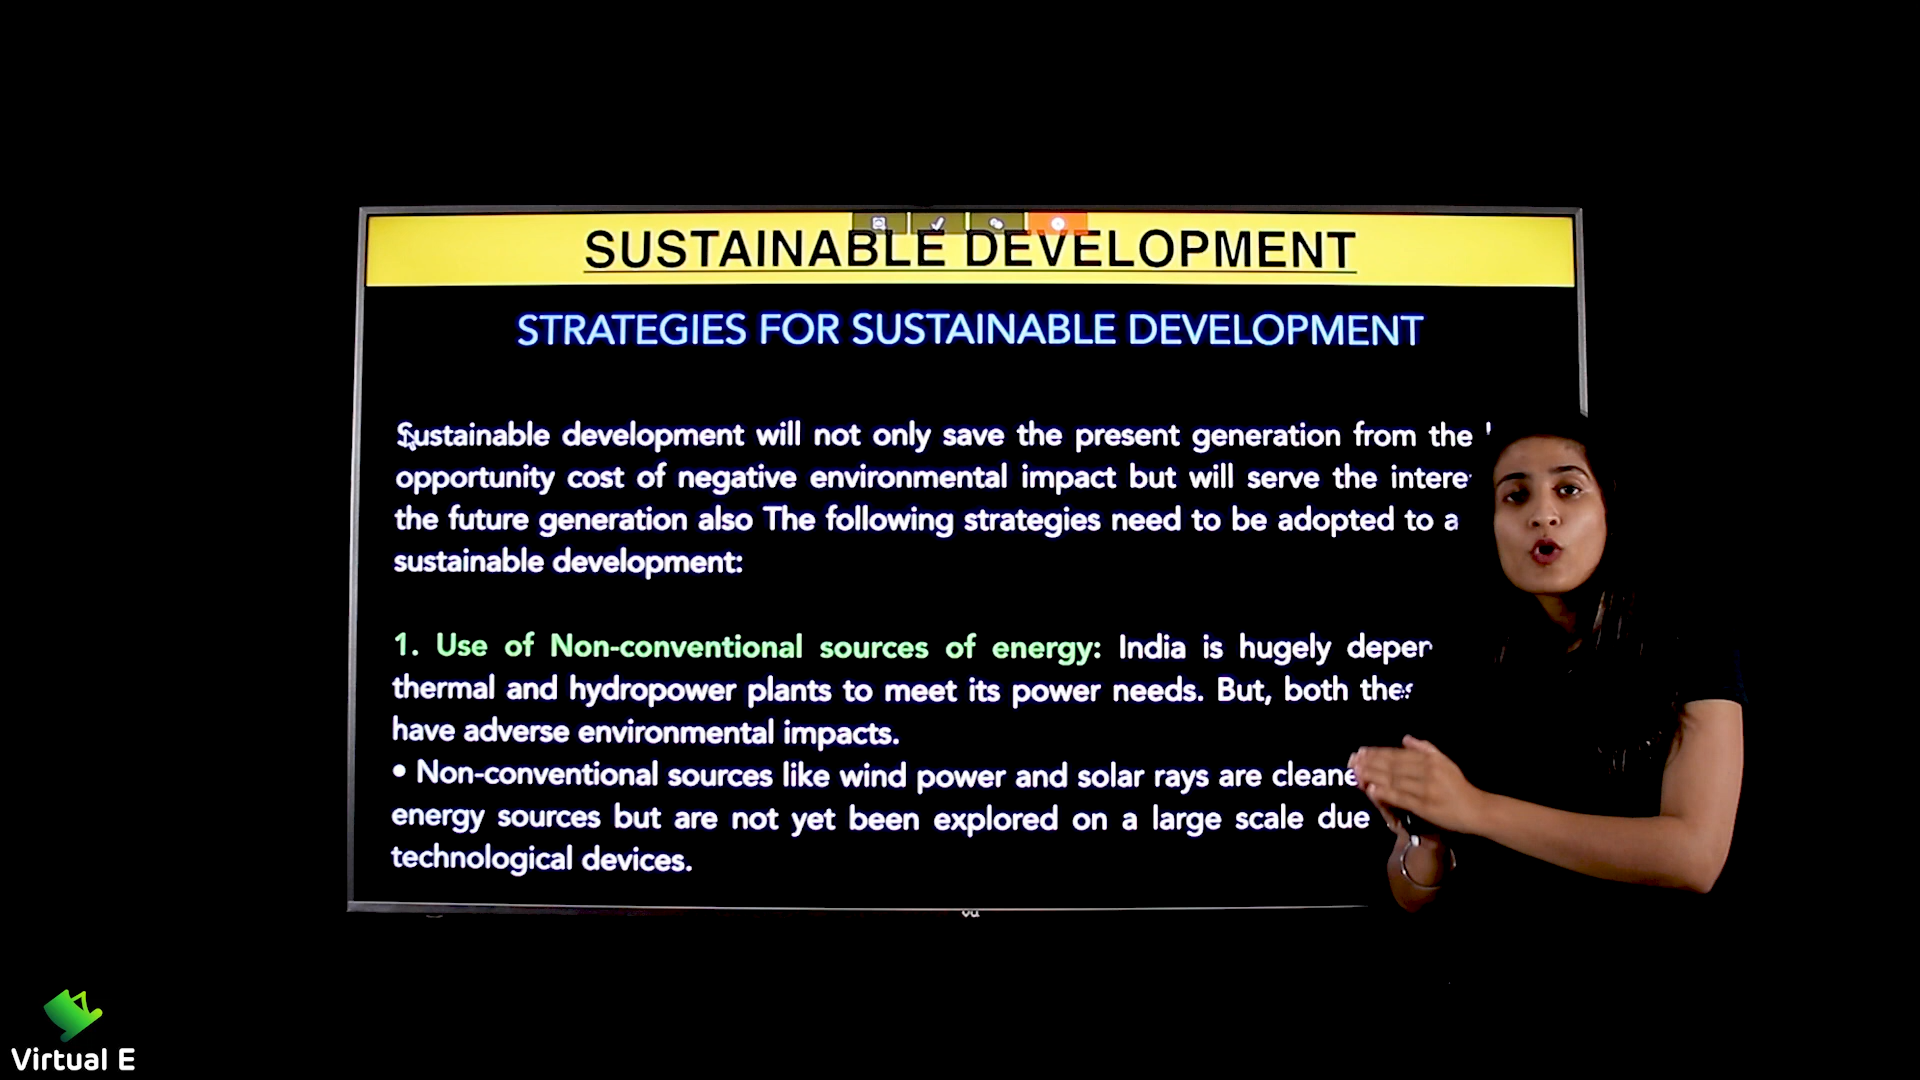 SUSTAINABLE DEVELOPMENT
STRATEGIES FOR SUSTAINABLE DEVELOPMENT
Sustainable development will not only save the present generation from the
opportunity cost of negative environmental impact but will serve the
the future generation also The following strategies need to be adopted to
sustainable development:
1. Use of Non-conventional sources of energy: India is hugely
thermal and hydropower plants to meet its power needs. But, both
have adverse environmental impacts.
• Non-conventional sources like wind power and solar rays are
energy sources but are not yet been explored on a large scale due
technological devices.
Virtual E